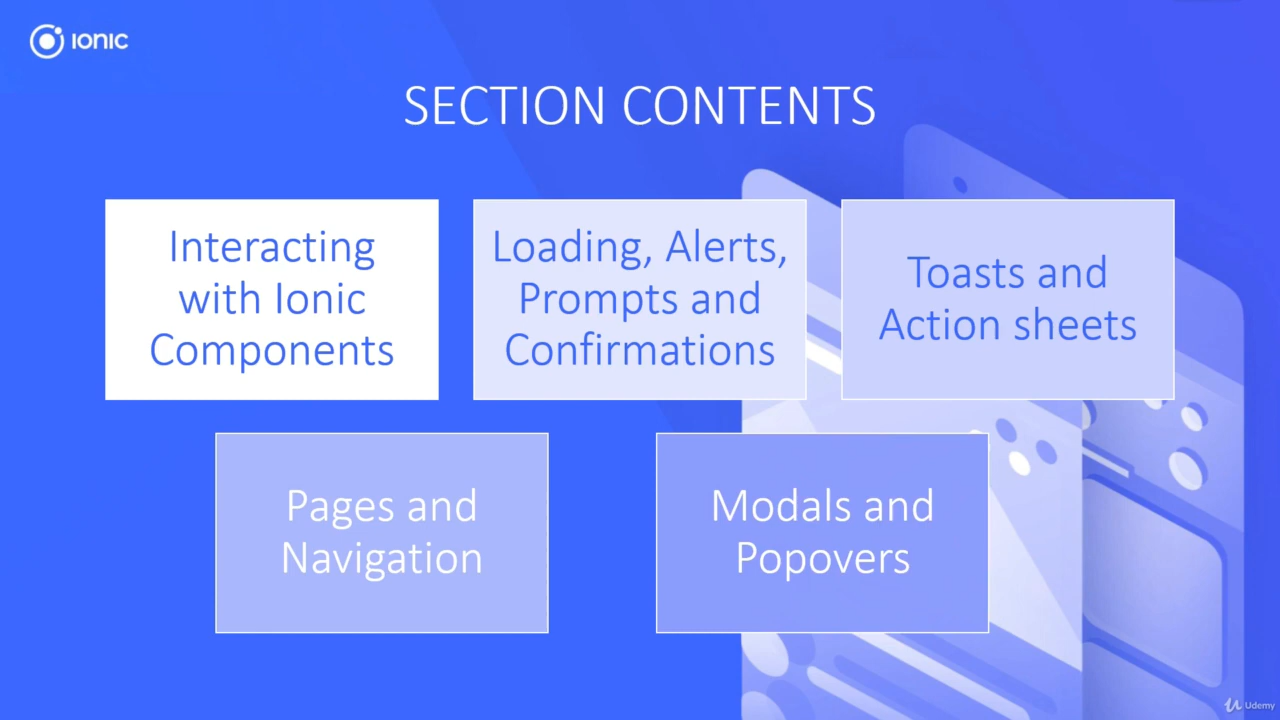 IONIC
SECTION CONTENTS
Interacting
with Ionic
Components
Loading, Alerts,
Prompts and
Confirmations
Toasts and
Action sheets
Pages and
Navigation
Modals and
Popovers
Udemy